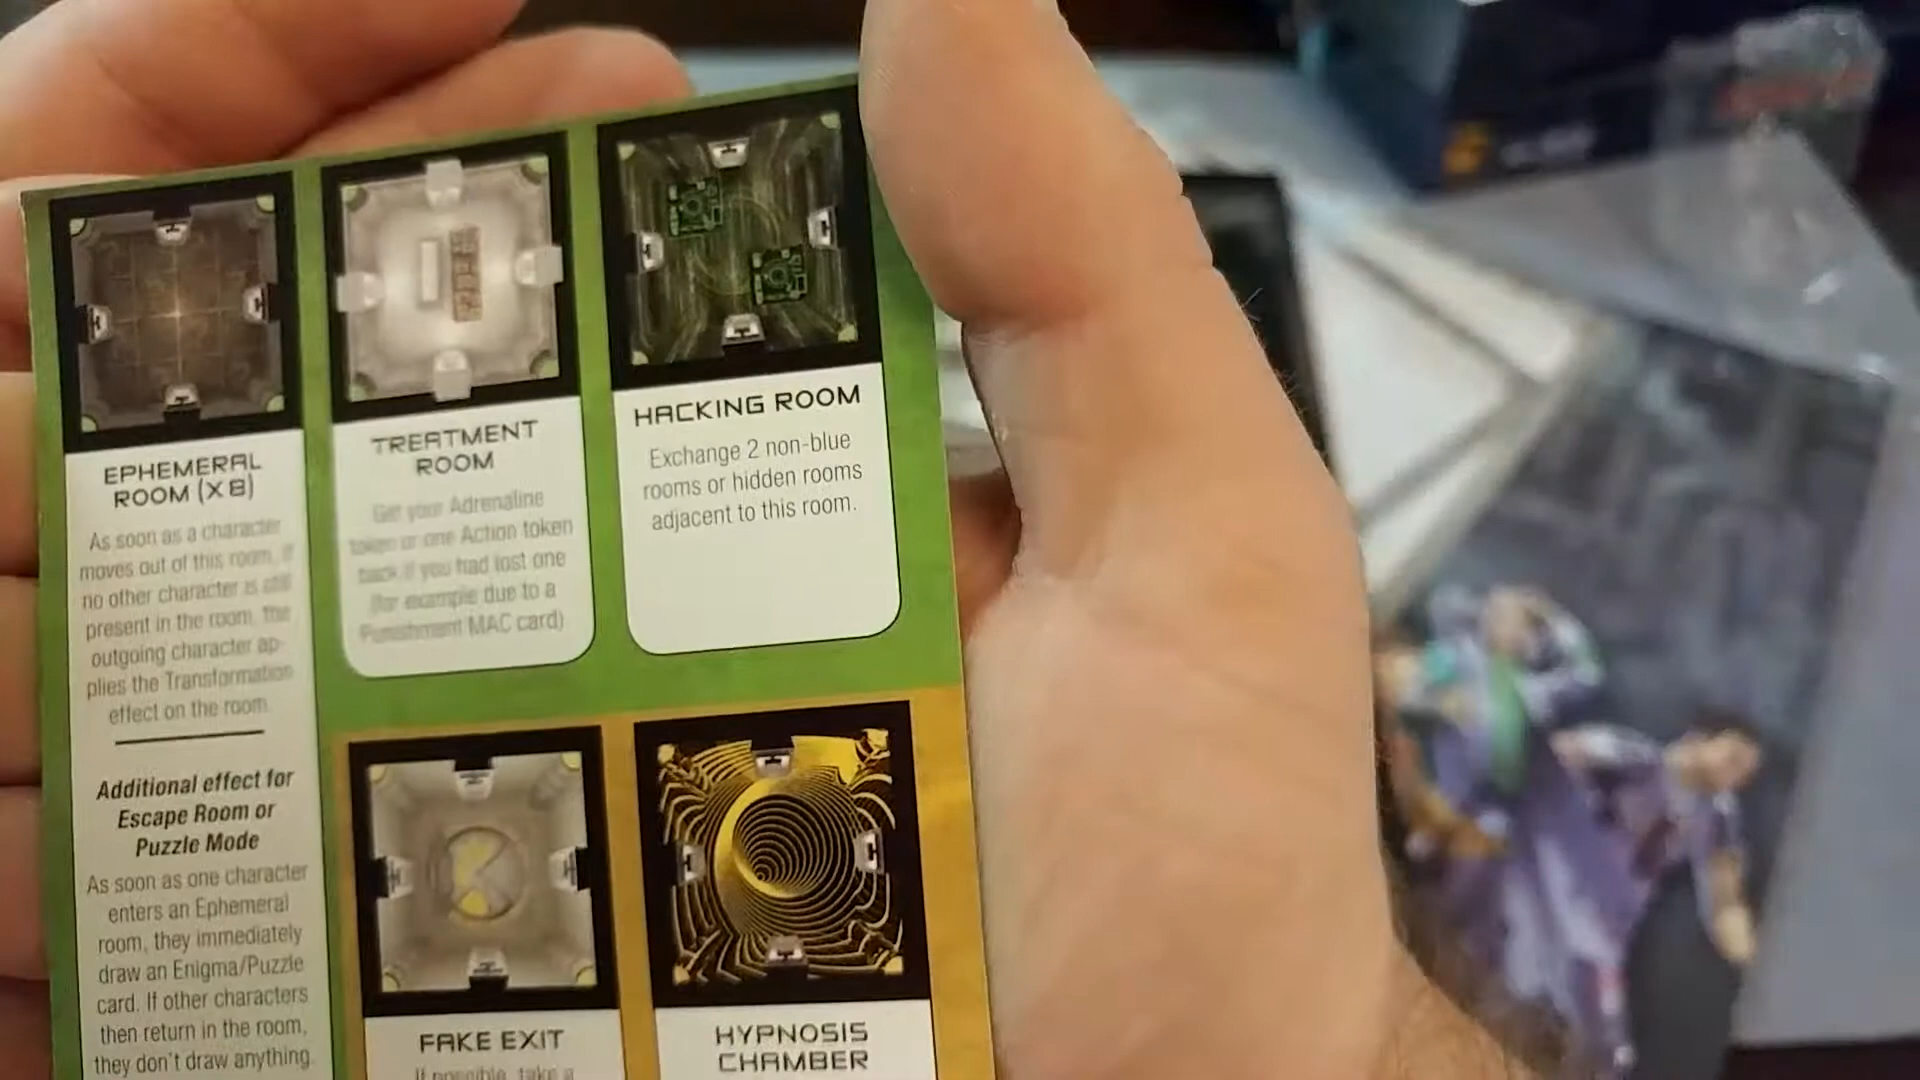 EPHEMERAL
ROOM (X 8)
As soon as a character
moves out of this room, if
no other character is still
present in the room, the
outgoing character ap-
plies the Transformation
effect on the room.
Additional effect for
Escape Room or
Puzzle Mode
As soon as one character
enters an Ephemeral
room, they immediately
draw an Enigma/Puzzle
card. If other characters
then return in the room,
they don't draw anything.
TREATMENT
ROOM
Get your Adrenaline
token or one Action token
back if you had lost one
(for example due to a
Punishment MAC card)
HACKING ROOM
Exchange 2 non-blue
rooms or hidden rooms
adjacent to this room.
FAKE EXIT
If possible, take a
HYPNOSIS
CHAMBER